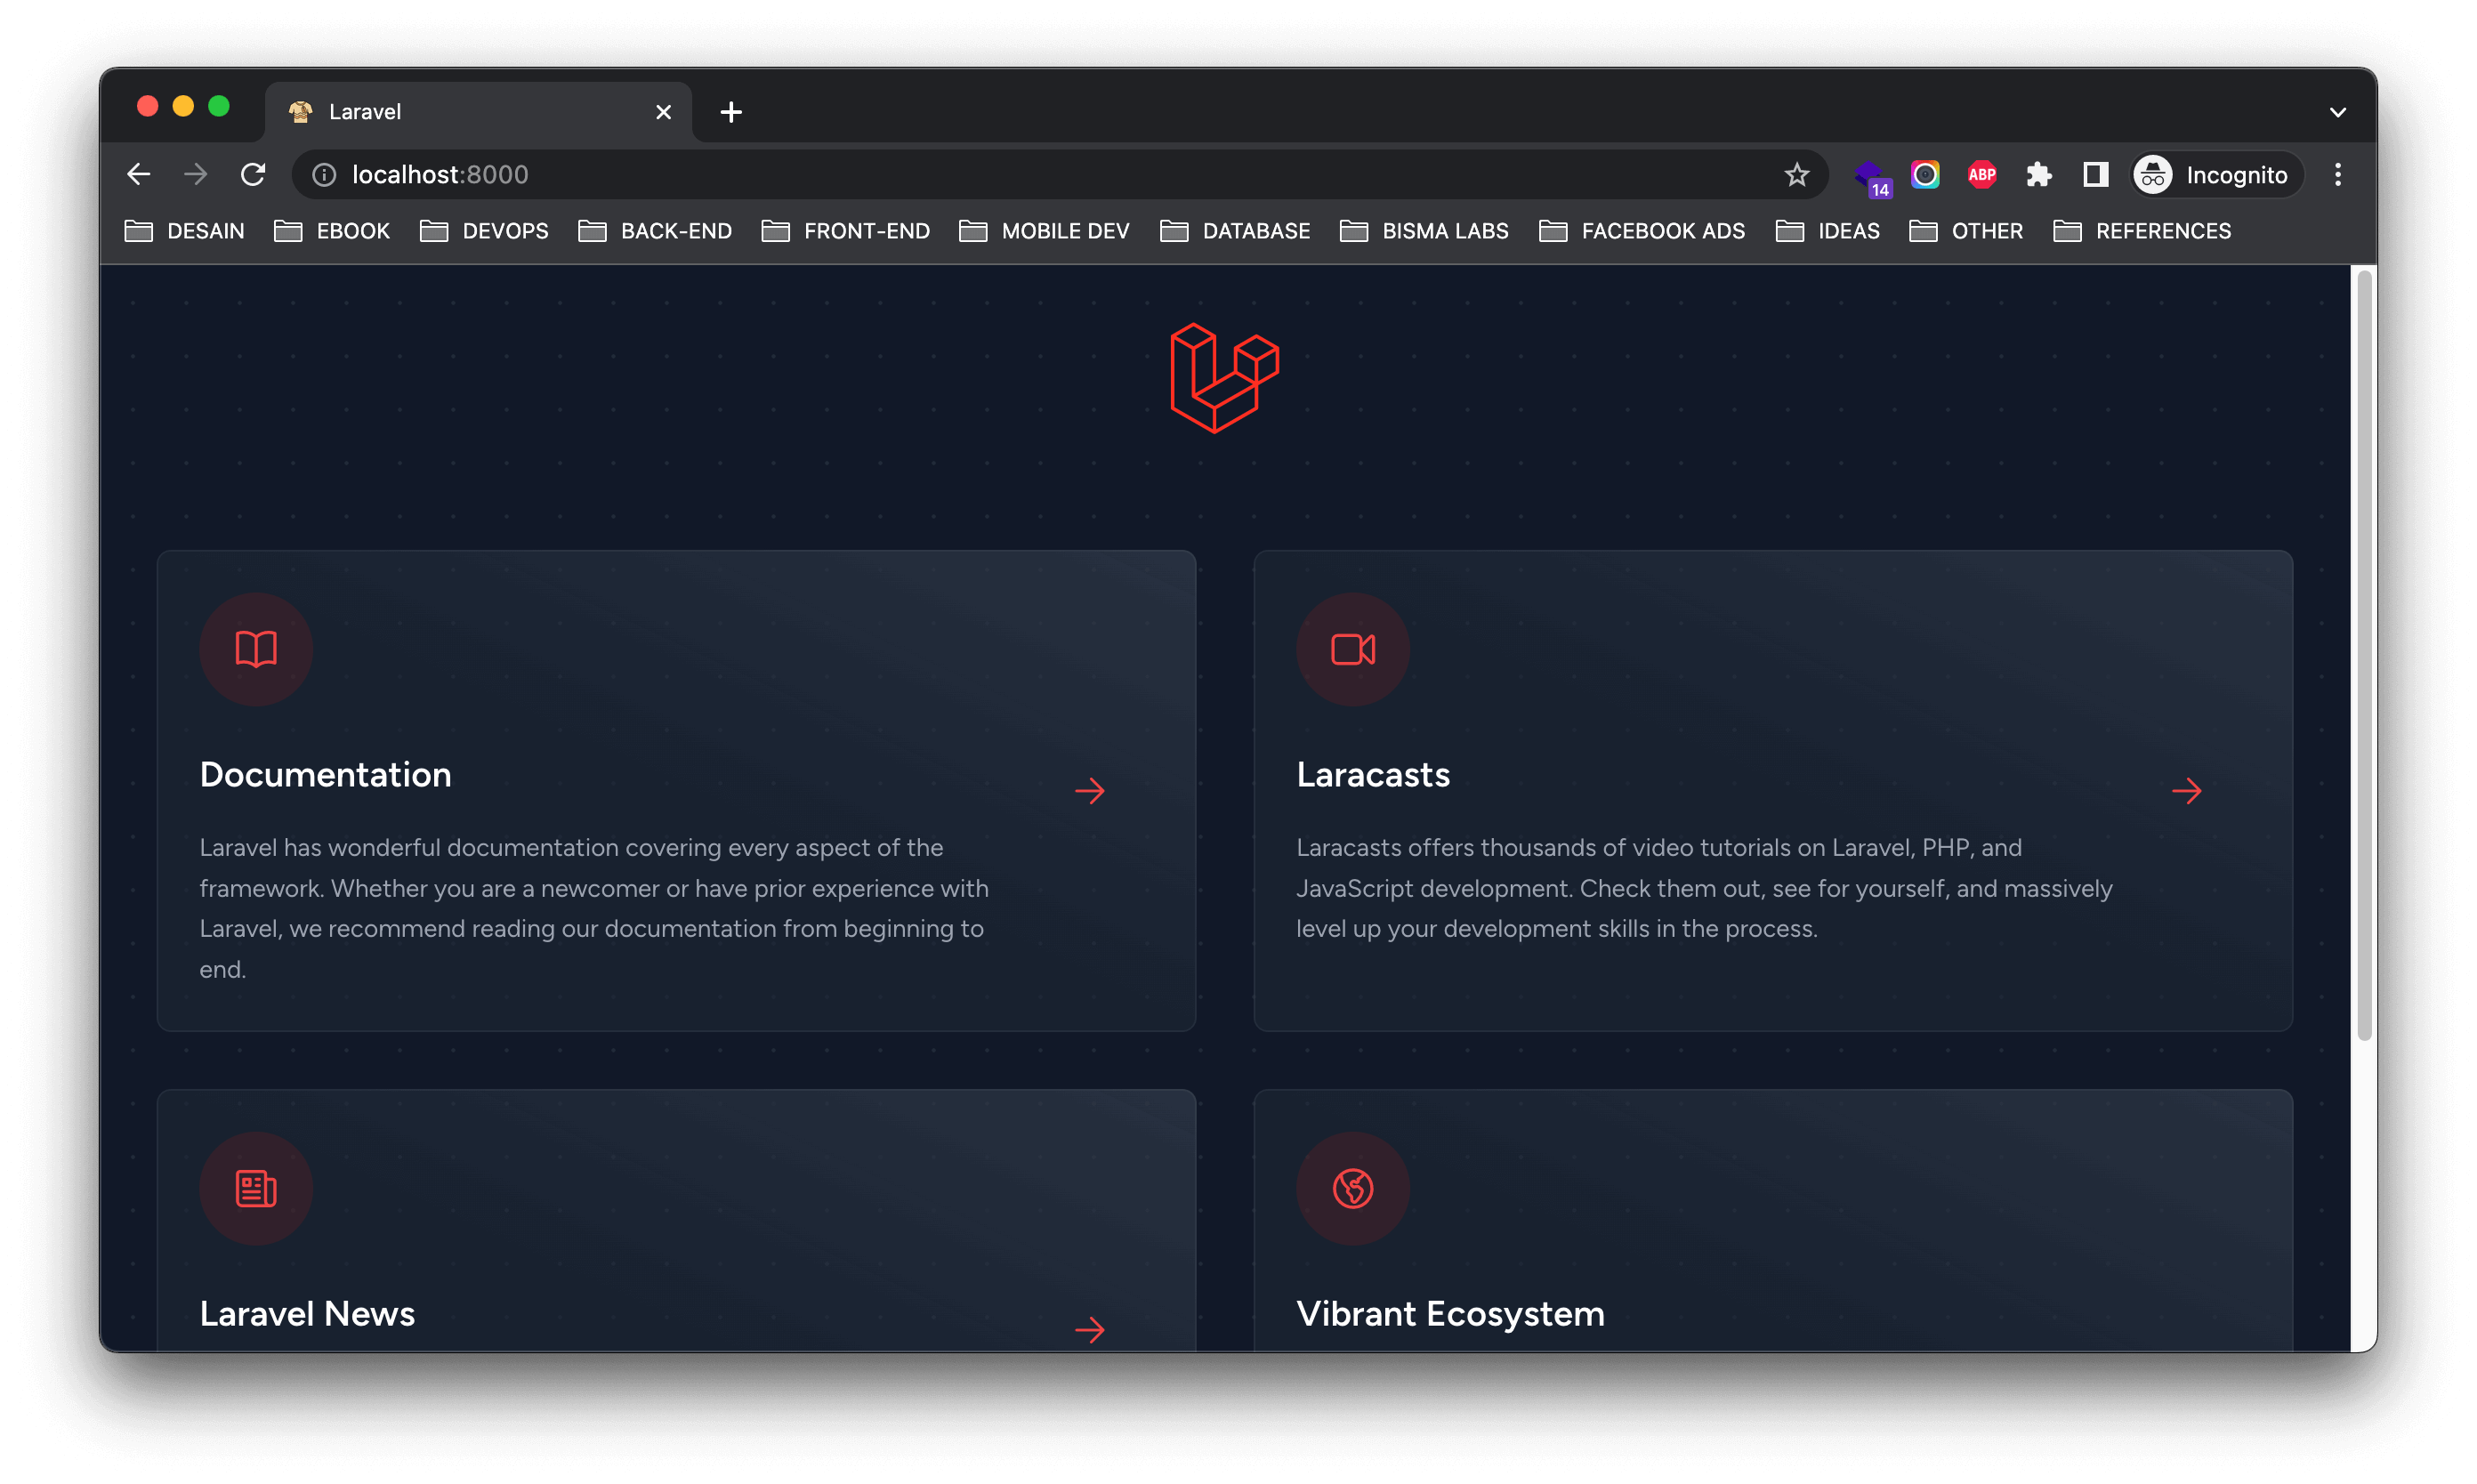 Laravel
localhost:8000
14
ABP
Incognito
DESAIN EBOOK DEVOPS BACK-END FRONT-END MOBILE DEV DATABASE BISMA LABS FACEBOOK ADS IDEAS OTHER REFERENCES
Documentation
Laravel has wonderful documentation covering every aspect of the
framework. Whether you are a newcomer or have prior experience with
Laravel, we recommend reading our documentation from beginning to
end.
Laracasts
Laracasts offers thousands of video tutorials on Laravel, PHP, and
JavaScript development. Check them out, see for yourself, and massively
level up your development skills in the process.
Laravel News
Vibrant Ecosystem